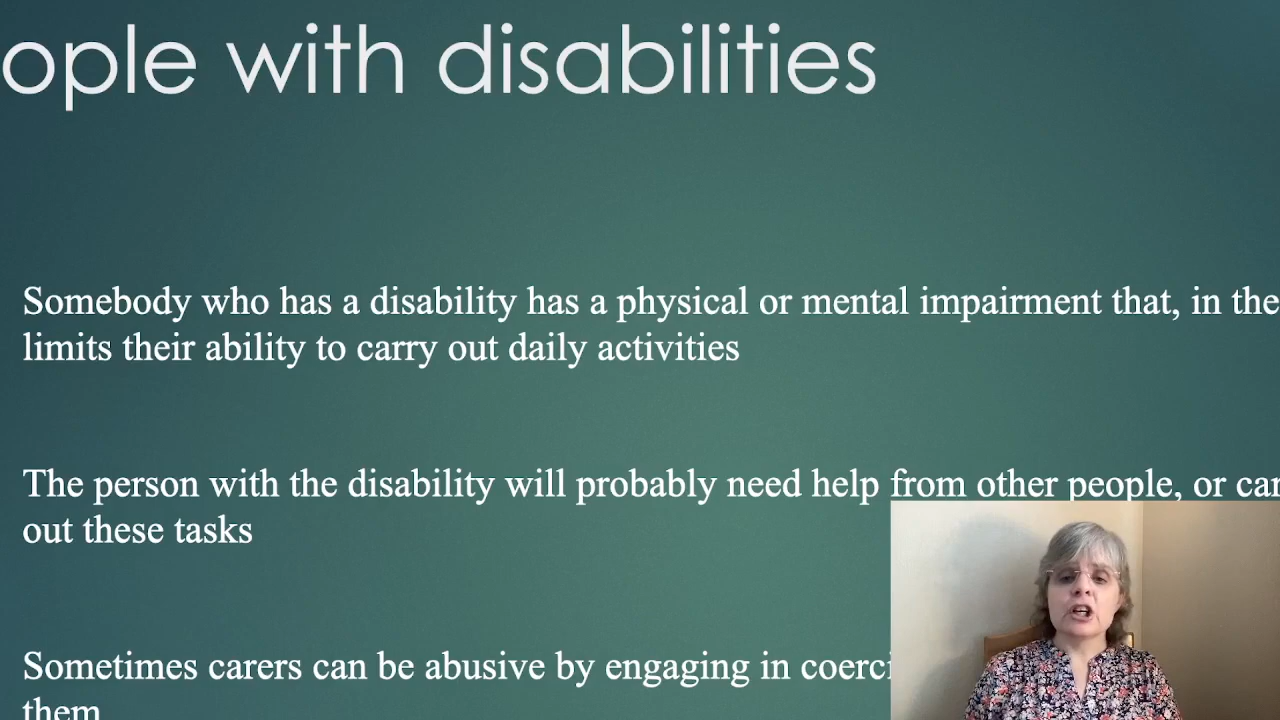 ople with disabilities
Somebody who has a disability has a physical or mental impairment that, in the
limits their ability to carry out daily activities
The person with the disability will probably need help from other people, or car
out these tasks
Sometimes carers can be abusive by engaging in coerci
them